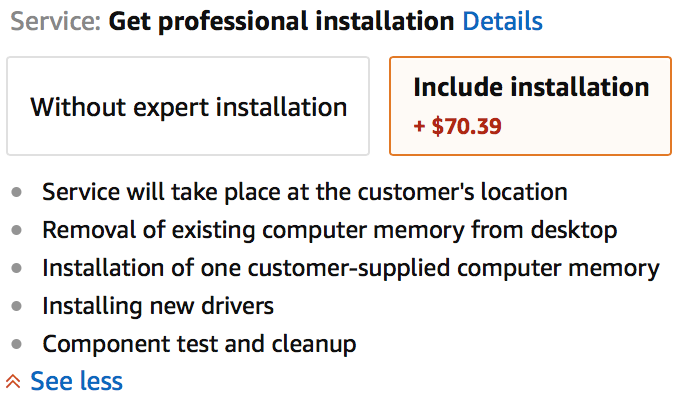 Service: Get professional installation Details
Without expert installation
Include installation
+ $70.39
Service will take place at the customer's location
Removal of existing computer memory from desktop
Installation of one customer-supplied computer memory
Installing new drivers
Component test and cleanup
See less